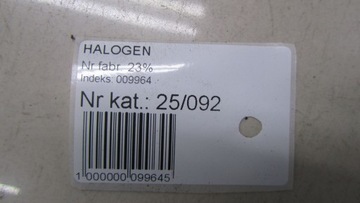 HALOGEN
Nr fabr. 23%
Indeks: 009964
Nr kat.: 25/092
1 000000 099645